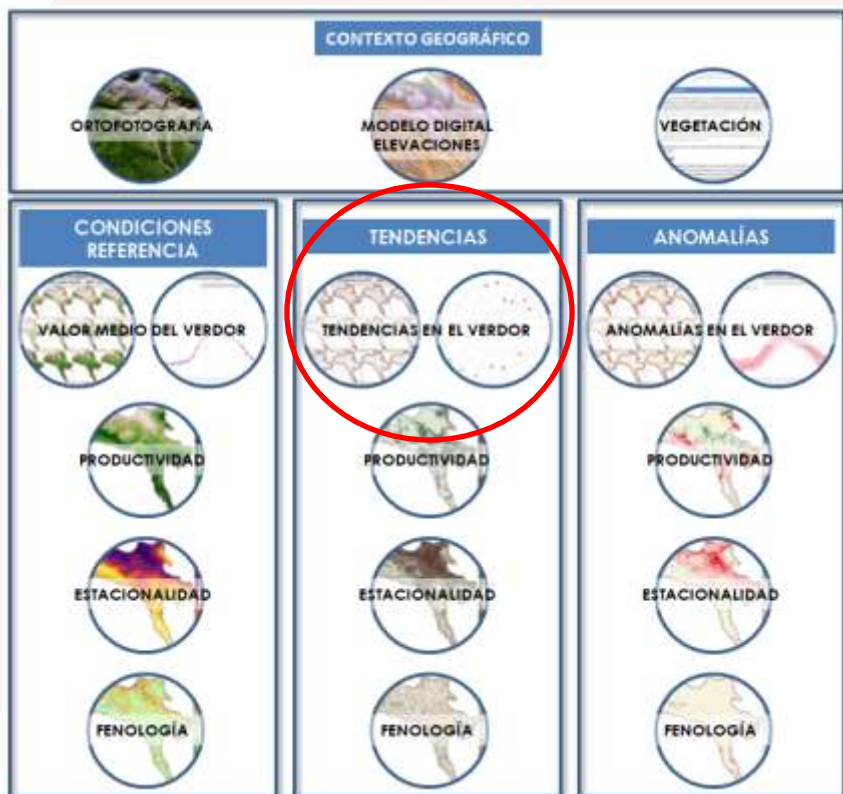 CONTEXTO GEOGRÁFICO
ORTOFOTOGRAFÍA
MODELO DIGITAL
ELEVACIONES
VEGETACIÓN
CONDICIONES
REFERENCIA
VALOR MEDIO DEL VERDOR
PRODUCTIVIDAD
ESTACIONALIDAD
FENOLOGÍA
TENDENCIAS
TENDENCIAS EN EL VERDOR
PRODUCTIVIDAD
ESTACIONALIDAD
FENOLOGÍA
ANOMALÍAS
ANOMALÍAS EN EL VERDOR
PRODUCTIVIDAD
ESTACIONALIDAD
FENOLOGÍA